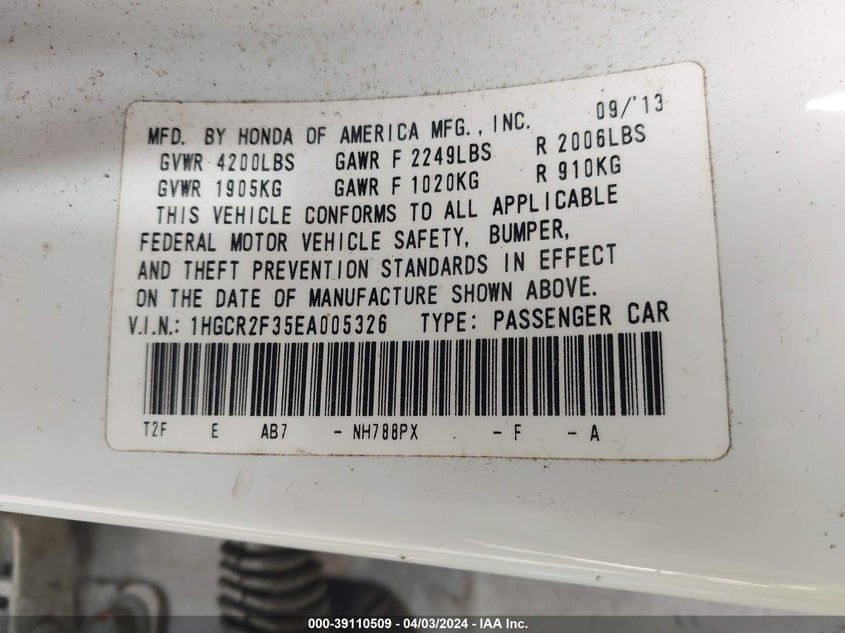 MFD. BY HONDA OF AMERICA MFG., INC. 09/'13
GVWR 4200LBS GAWR F 2249LBS R 2006LBS
GVWR 1905KG GAWR F 1020KG R 910KG
THIS VEHICLE CONFORMS TO ALL APPLICABLE
FEDERAL MOTOR VEHICLE SAFETY, BUMPER,
AND THEFT PREVENTION STANDARDS IN EFFECT
ON THE DATE OF MANUFACTURE SHOWN ABOVE.
V.I.N.: 1HGCR2F35EA005326 TYPE: PASSENGER CAR
T2F E AB7 - NH788PX - F - A
000-39110509 - 04/03/2024 - IAA Inc.